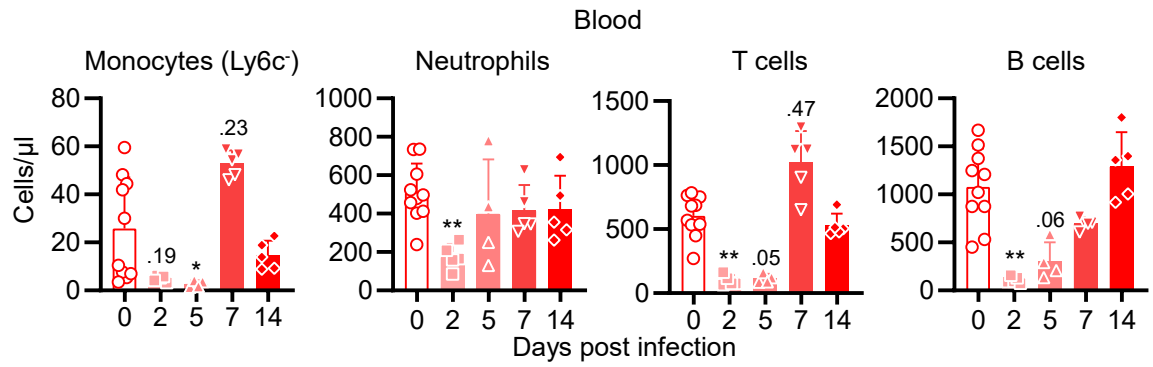 Blood
Monocytes (Ly6c⁻)
Neutrophils
T cells
B cells
Cells/µl
80
60
40
20
0
.19
*
.23
0 2 5 7 14
1000
800
600
400
200
0
**
0 2 5 7 14
1500
1000
500
0
**
.05
.47
0 2 5 7 14
2000
1500
1000
500
0
**
.06
0 2 5 7 14
Days post infection